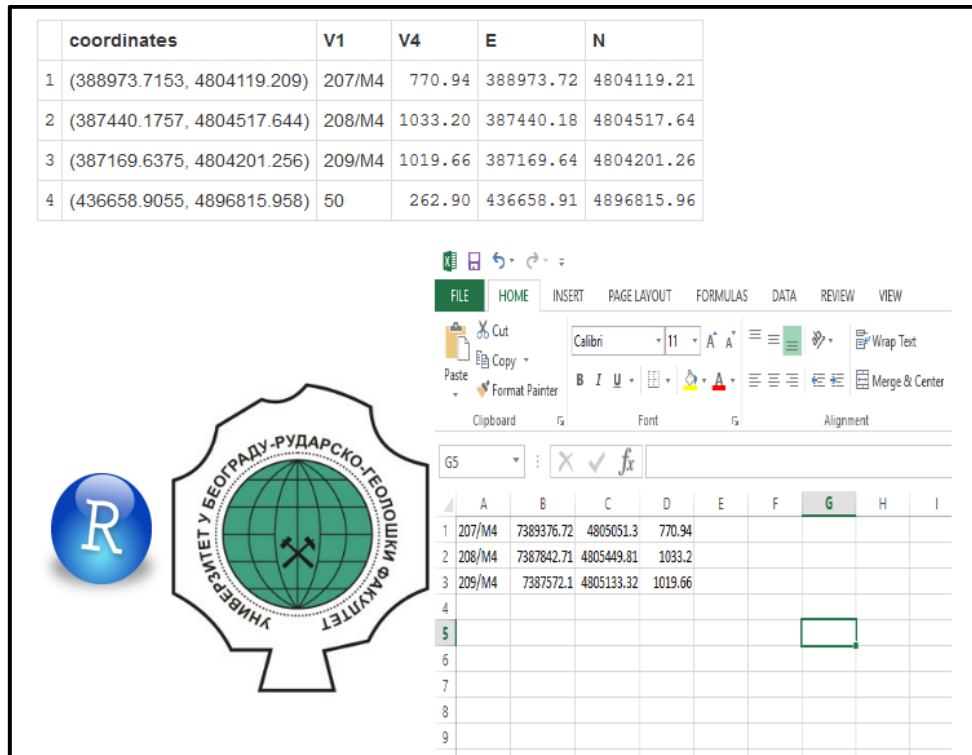 coordinates V1 V4 E N
1 (388973.7153, 4804119.209) 207/M4 770.94 388973.72 4804119.21
2 (387440.1757, 4804517.644) 208/M4 1033.20 387440.18 4804517.64
3 (387169.6375, 4804201.256) 209/M4 1019.66 387169.64 4804201.26
4 (436658.9055, 4896815.958) 50 262.90 436658.91 4896815.96
FILE HOME INSERT PAGE LAYOUT FORMULAS DATA REVIEW VIEW
Cut
Copy
Format Painter
Paste
Calibri 11 A A
B I U A
Wrap Text
Merge & Center
Clipboard Font Alignment
G5 fx
A B C D E F G H I
1 207/M4 7389376.72 4805051.3 770.94
2 208/M4 7387842.71 4805449.81 1033.2
3 209/M4 7387572.1 4805133.32 1019.66
4
5
6
7
8
9
R
УНИВЕРЗИТЕТ У БЕОГРАДУ-РУДАРСКО-ГЕОЛОШКИ ФАКУЛТЕТ